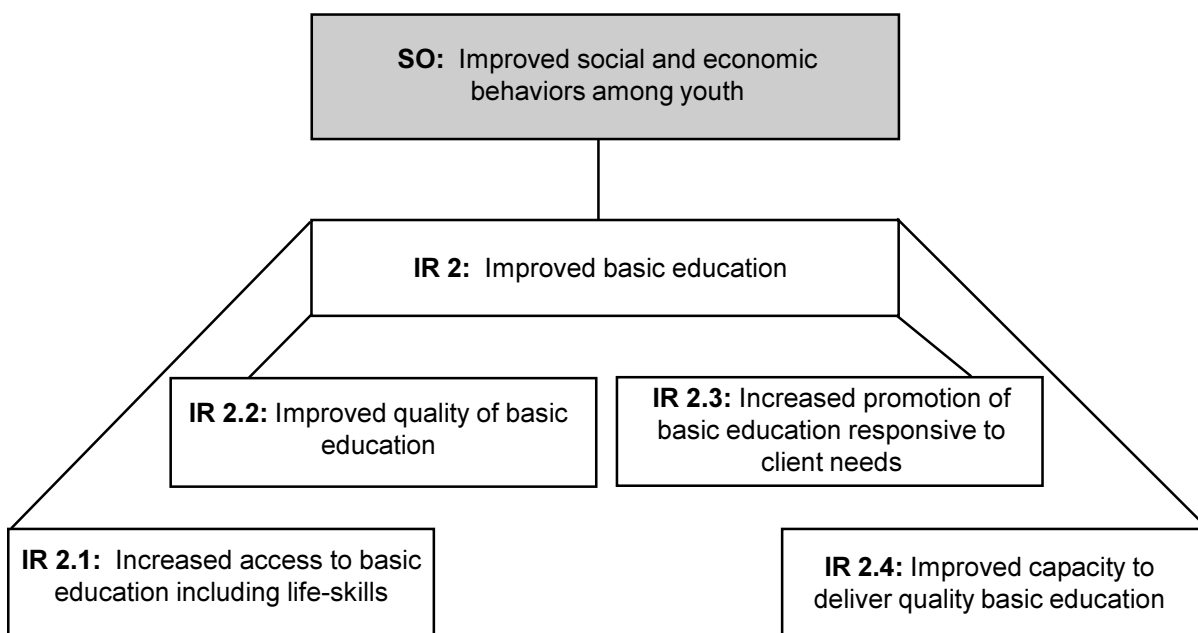 SO: Improved social and economic
behaviors among youth
IR 2: Improved basic education
IR 2.2: Improved quality of basic
education
IR 2.3: Increased promotion of
basic education responsive to
client needs
IR 2.1: Increased access to basic
education including life-skills
IR 2.4: Improved capacity to
deliver quality basic education